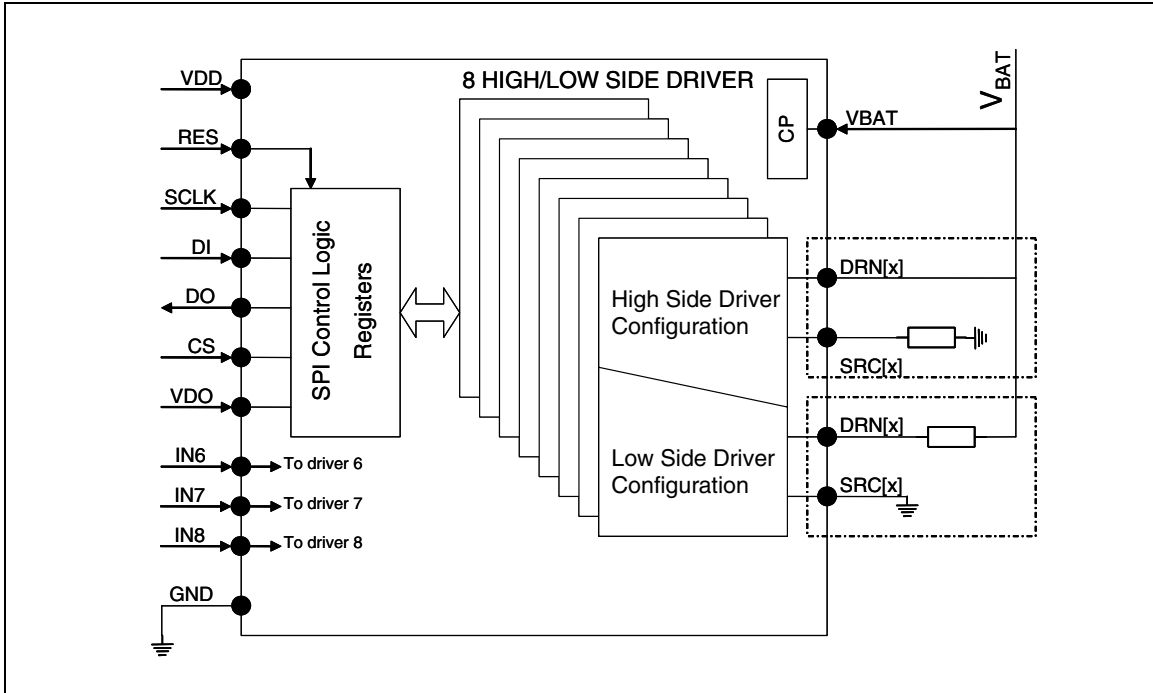 8 HIGH/LOW SIDE DRIVER
VDD
RES
SCLK
DI
DO
CS
VDO
IN6
IN7
IN8
GND
To driver 6
To driver 7
To driver 8
SPI Control Logic
Registers
High Side Driver
Configuration
Low Side Driver
Configuration
CP
VBAT
VBAT
DRN[x]
SRC[x]
DRN[x]
SRC[x]